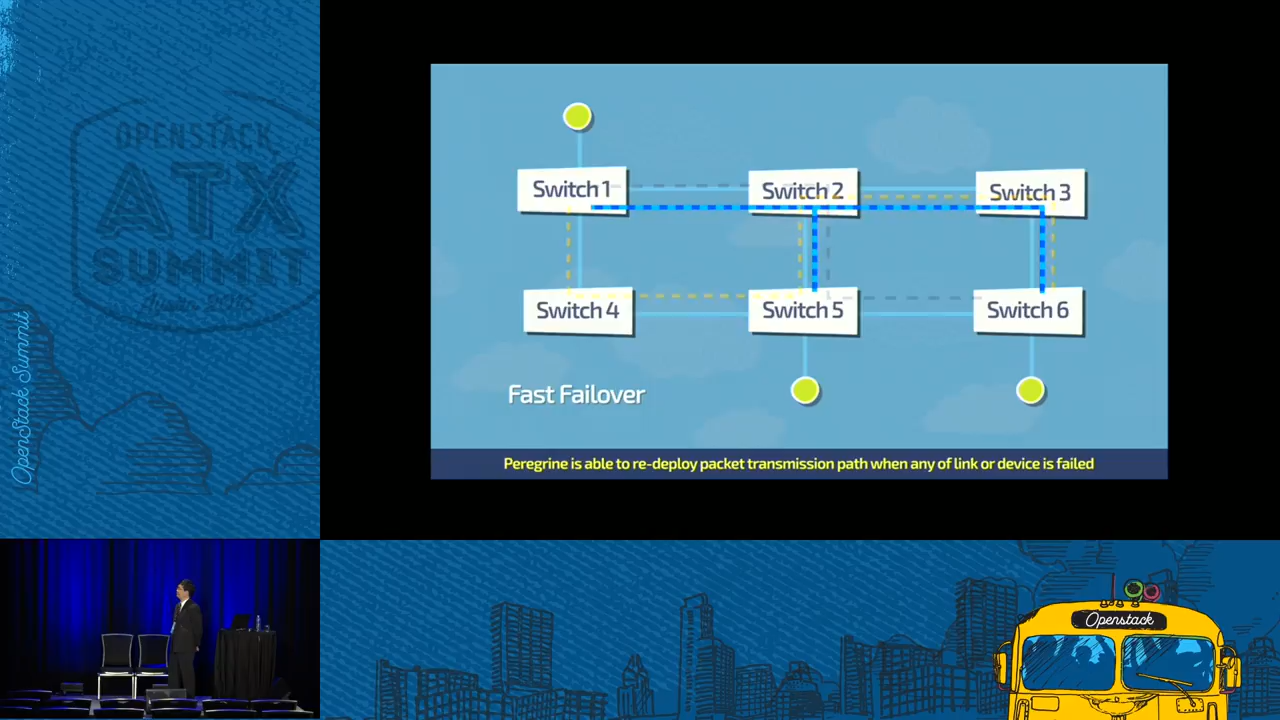 OPENSTACK
ATX
SUMMIT
OpenStack Summit
Switch 1
Switch 2
Switch 3
Switch 4
Switch 5
Switch 6
Fast Failover
Peregrine is able to re-deploy packet transmission path when any of link or device is failed
Openstack